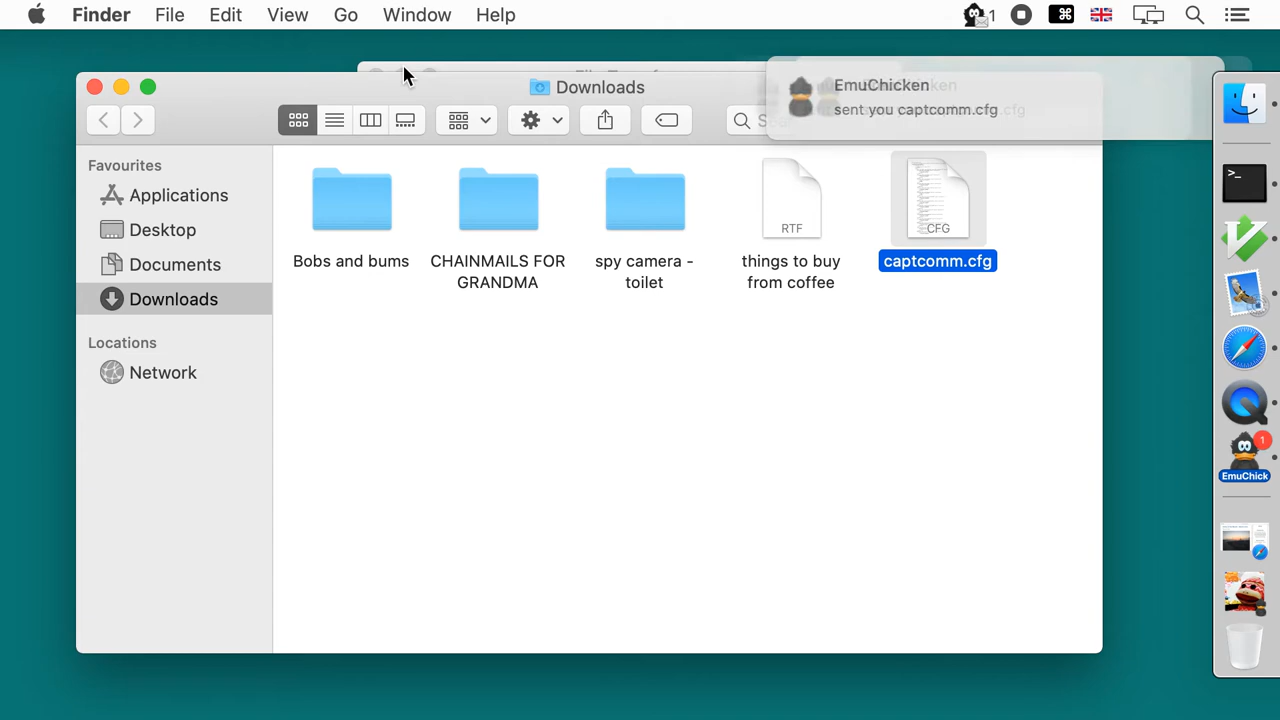 Finder File Edit View Go Window Help
1
Downloads
EmuChicken
sent you captcomm.cfg
Favourites
Applications
Desktop
Documents
Downloads
Locations
Network
RTF
CFG
Bobs and bums
CHAINMAILS FOR
GRANDMA
spy camera -
toilet
things to buy
from coffee
captcomm.cfg
1
EmuChick